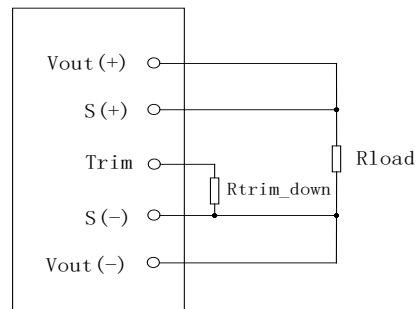 Vout(+)
S(+)
Trim
Rload
Rtrim_down
S(-)
Vout(-)